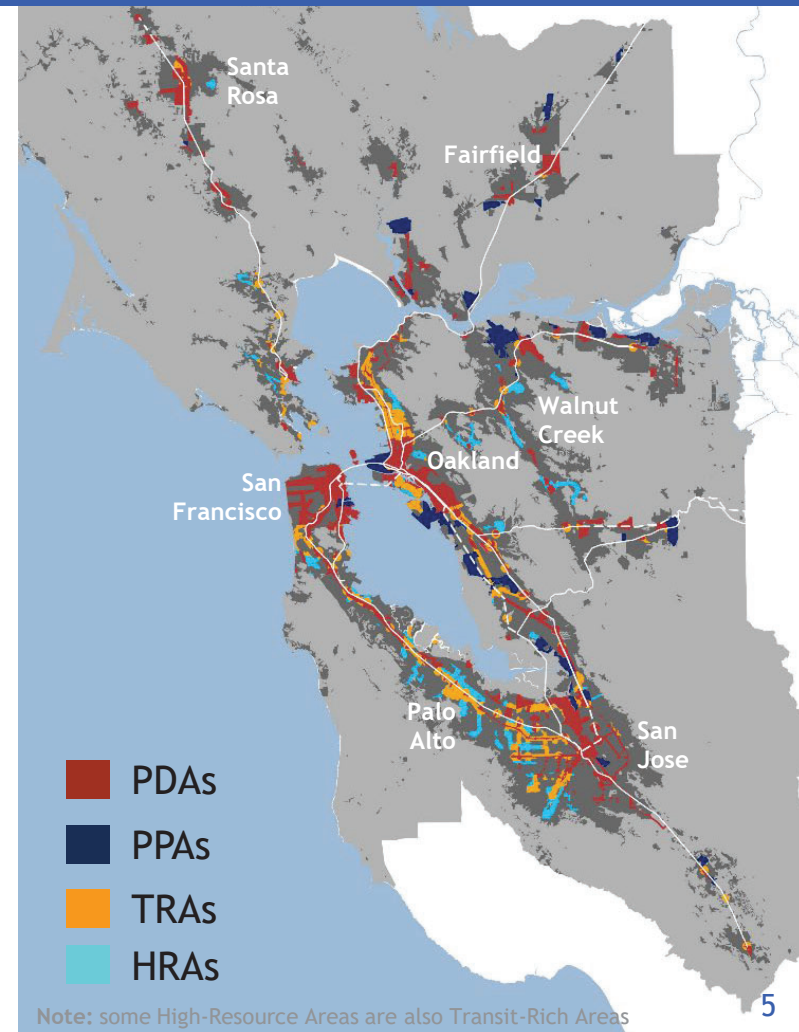 Santa
Rosa
Fairfield
Walnut
Creek
Oakland
San
Francisco
Palo
Alto
San
Jose
PDAs
PPAs
TRAs
HRAs
Note: some High-Resource Areas are also Transit-Rich Areas
5